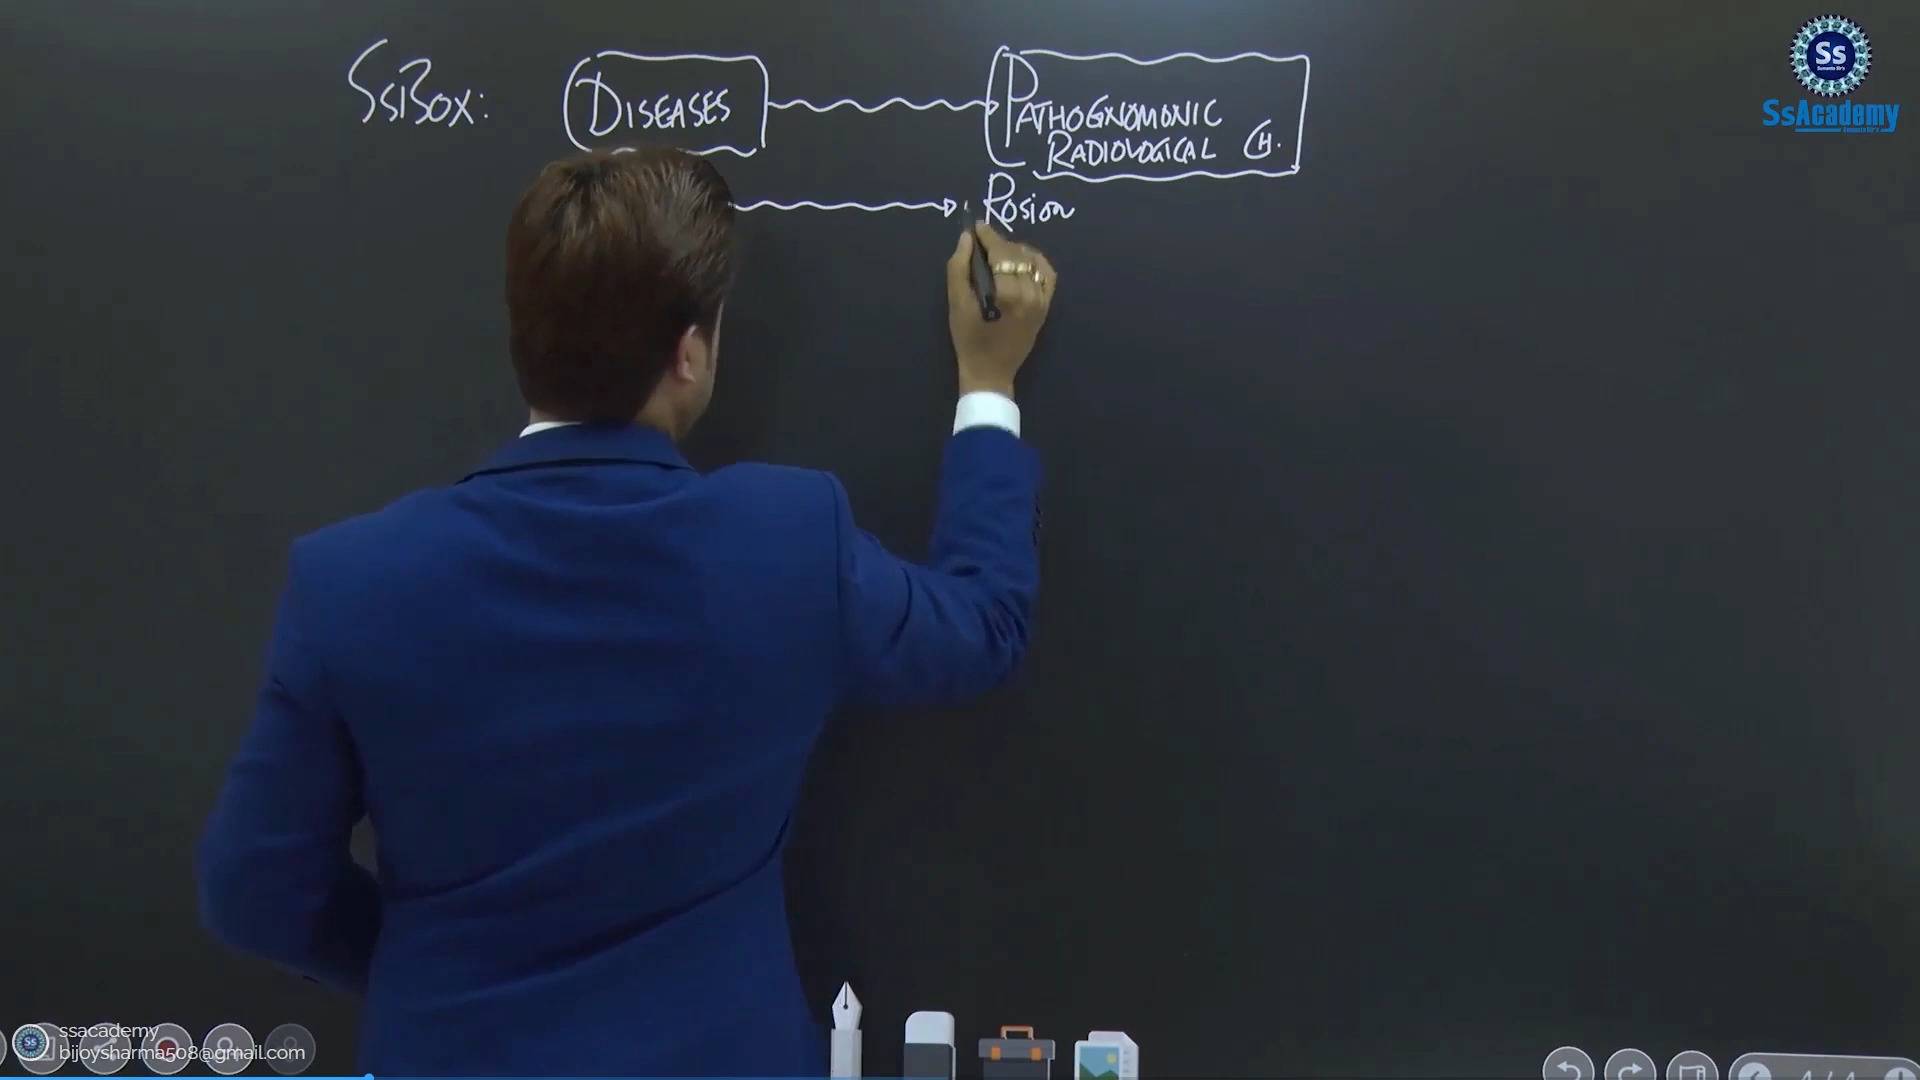 SsBox: DISEASES PATHOGNOMONIC
RADIOLOGICAL CH.
Rosion
Ss
SsAcademy
ssacademy
bijoysharma508@gmail.com